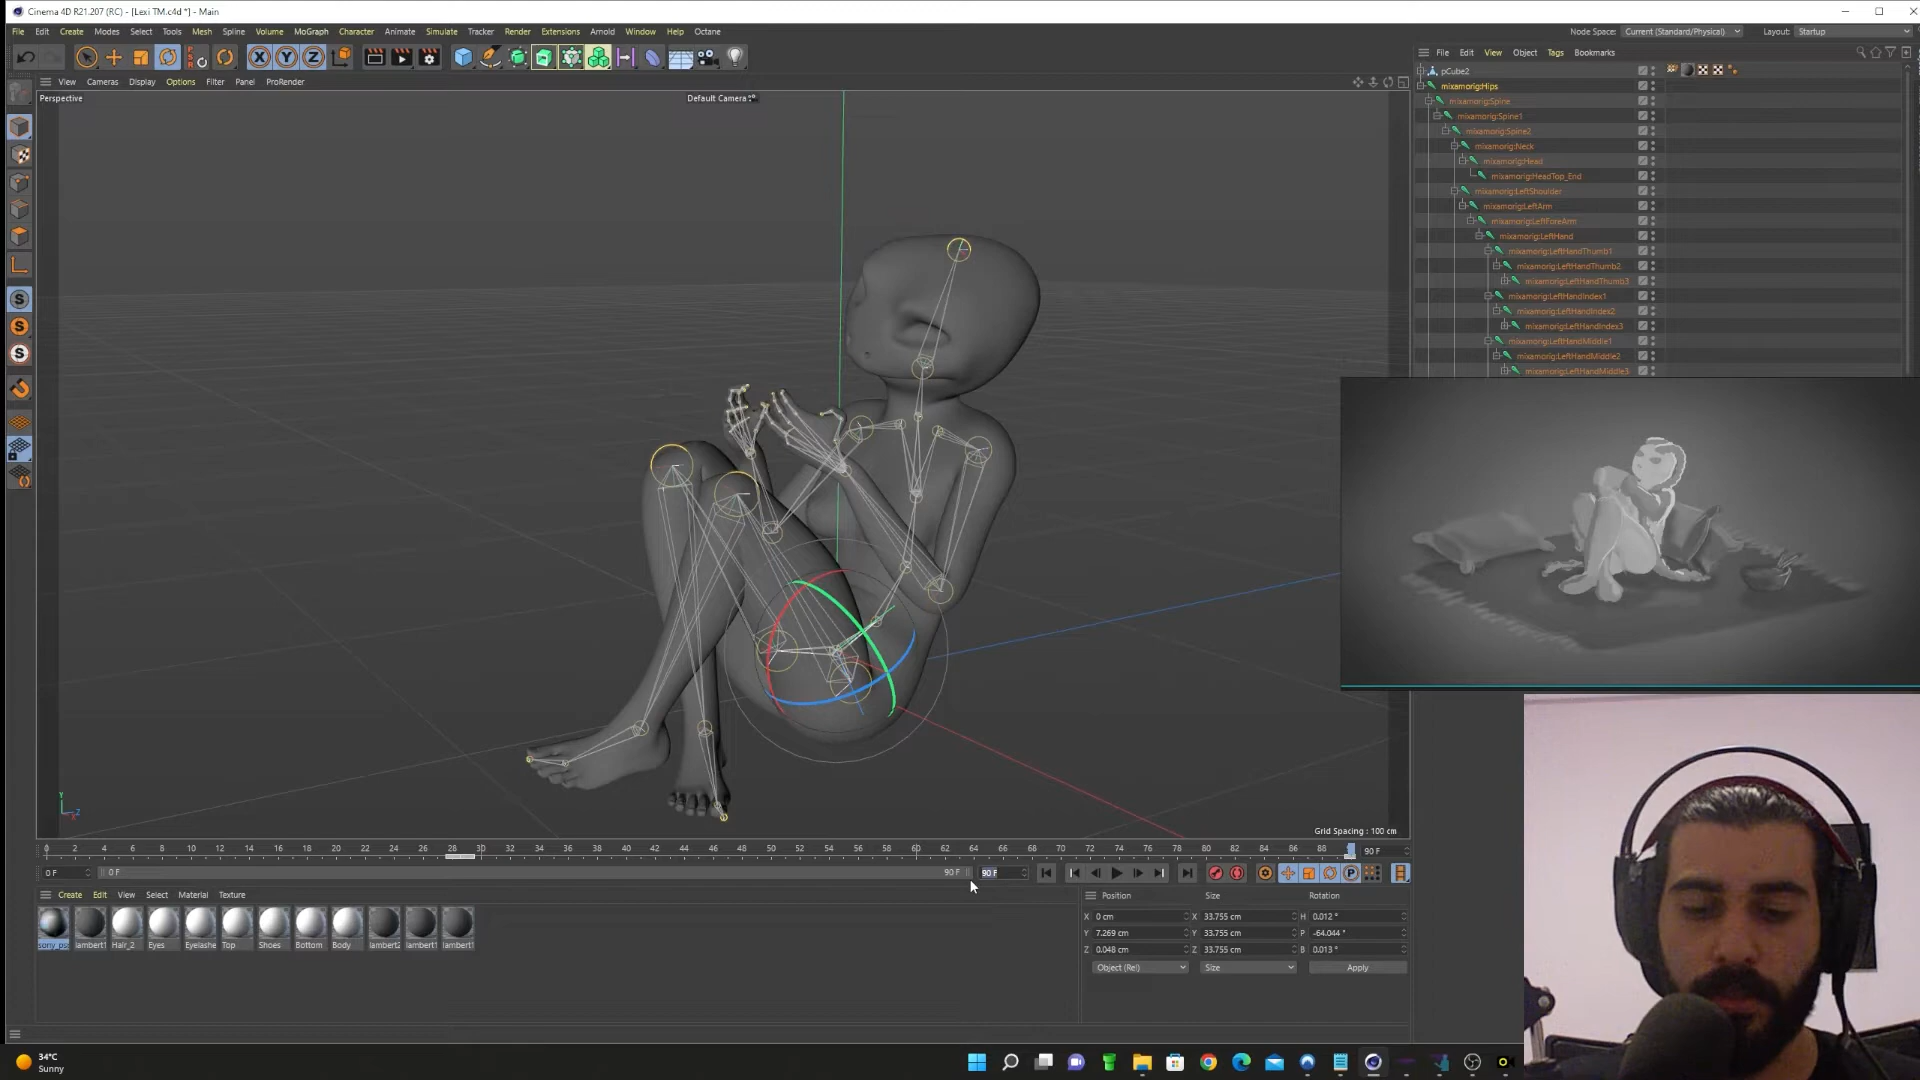 Cinema 4D R21.207 (RC) - [Lexi TM.c4d *] - Main
File Edit Create Modes Select Tools Mesh Spline Volume MoGraph Character Animate Simulate Tracker Render Extensions Arnold Window Help Octane
Node Space: Current (Standard/Physical) Layout: Startup
File Edit View Object Tags Bookmarks
View Cameras Display Options Filter Panel ProRender
Perspective
Default Camera
pCube2
mixamorig:Hips
mixamorig:Spine
mixamorig:Spine1
mixamorig:Spine2
mixamorig:Neck
mixamorig:Head
mixamorig:HeadTop_End
mixamorig:LeftShoulder
mixamorig:LeftArm
mixamorig:LeftForeArm
mixamorig:LeftHand
mixamorig:LeftHandThumb1
mixamorig:LeftHandThumb2
mixamorig:LeftHandThumb3
mixamorig:LeftHandIndex1
mixamorig:LeftHandIndex2
mixamorig:LeftHandIndex3
mixamorig:LeftHandMiddle1
mixamorig:LeftHandMiddle2
mixamorig:LeftHandMiddle3
Grid Spacing : 100 cm
0 2 4 6 8 10 12 14 16 18 20 22 24 26 28 30 32 34 36 38 40 42 44 46 48 50 52 54 56 58 60 62 64 66 68 70 72 74 76 78 80 82 84 86 88 90 F
0 F 0 F 90 F 90 F
Create Edit View Select Material Texture
lambert1 Hair_2 Eyes Eyelashe Top Shoes Bottom Body lambert2 lambert1 lambert1
Position Size Rotation
X 0 cm X 33.755 cm H 0.012 °
Y 7.269 cm Y 33.755 cm P -64.044 °
Z 0.048 cm Z 33.755 cm B 0.013 °
Object (Rel) Size Apply
34°C
Sunny